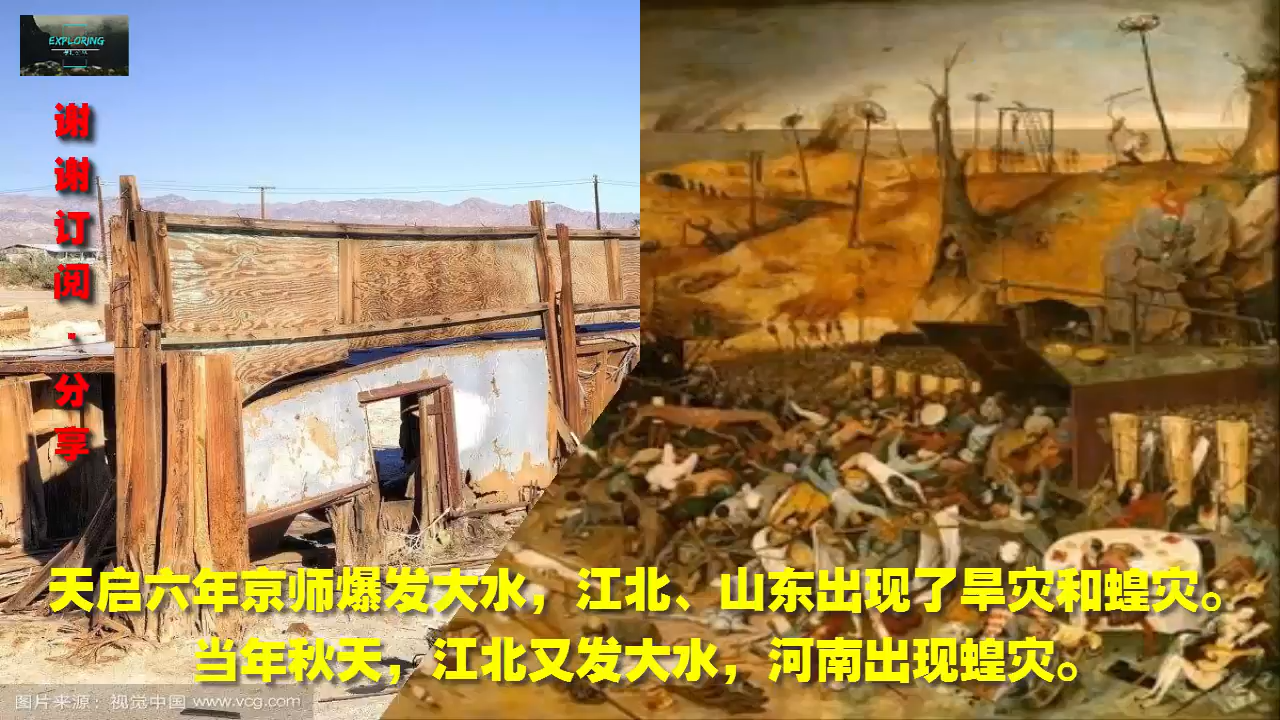 EXPLORING
谢谢订阅·分享
天启六年京师爆发大水，江北、山东出现了旱灾和蝗灾。
当年秋天，江北又发大水，河南出现蝗灾。
图片来源：视觉中国 www.vcg.com